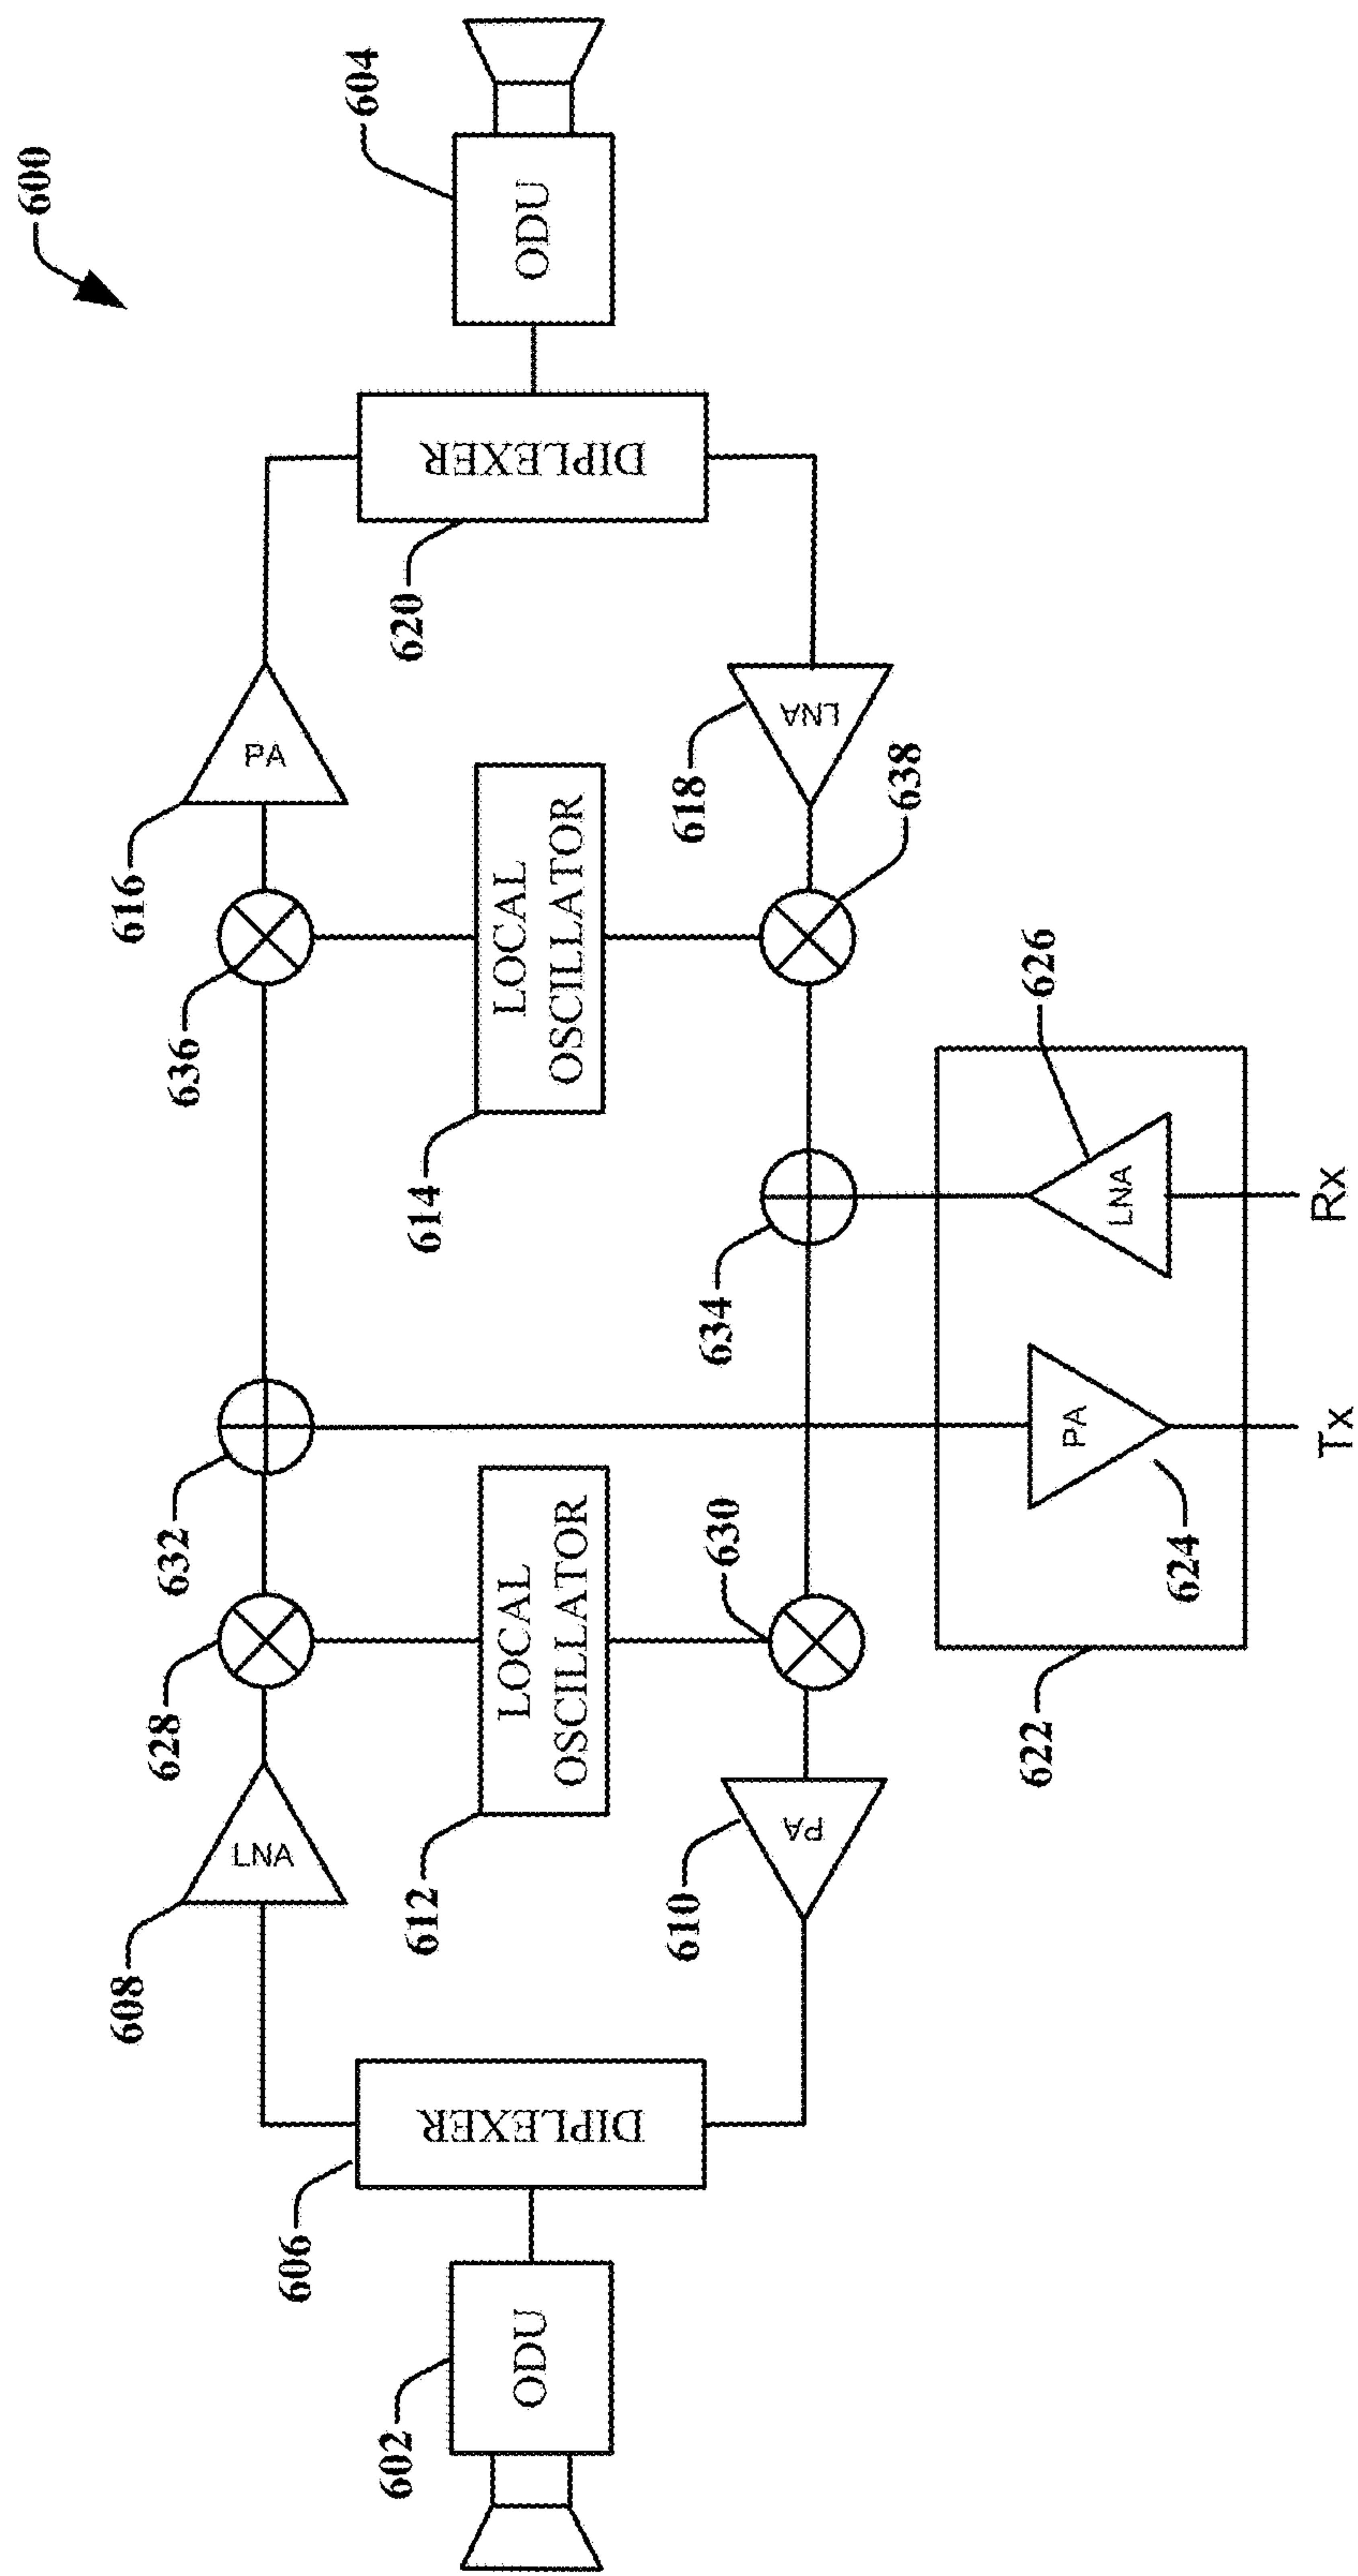 600
604
ODU
DIPLEXER
620
616
PA
LNA
618
636
638
LOCAL
OSCILLATOR
614
626
LNA
Rx
634
632
PA
Tx
624
622
628
630
LOCAL
OSCILLATOR
612
608
LNA
PA
610
DIPLEXER
606
ODU
602